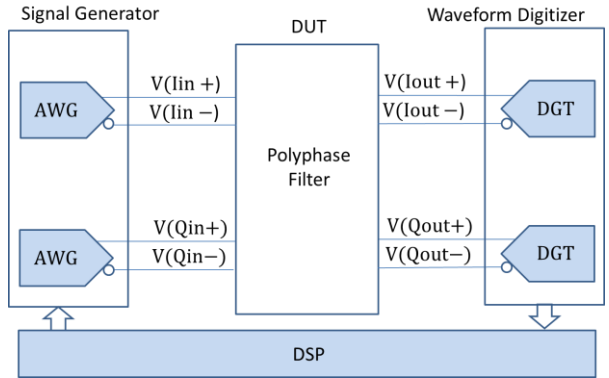 Signal Generator
DUT
Waveform Digitizer
AWG
V(Iin +)
V(Iin −)
V(Iout +)
V(Iout −)
DGT
Polyphase
Filter
AWG
V(Qin+)
V(Qin−)
V(Qout+)
V(Qout−)
DGT
DSP